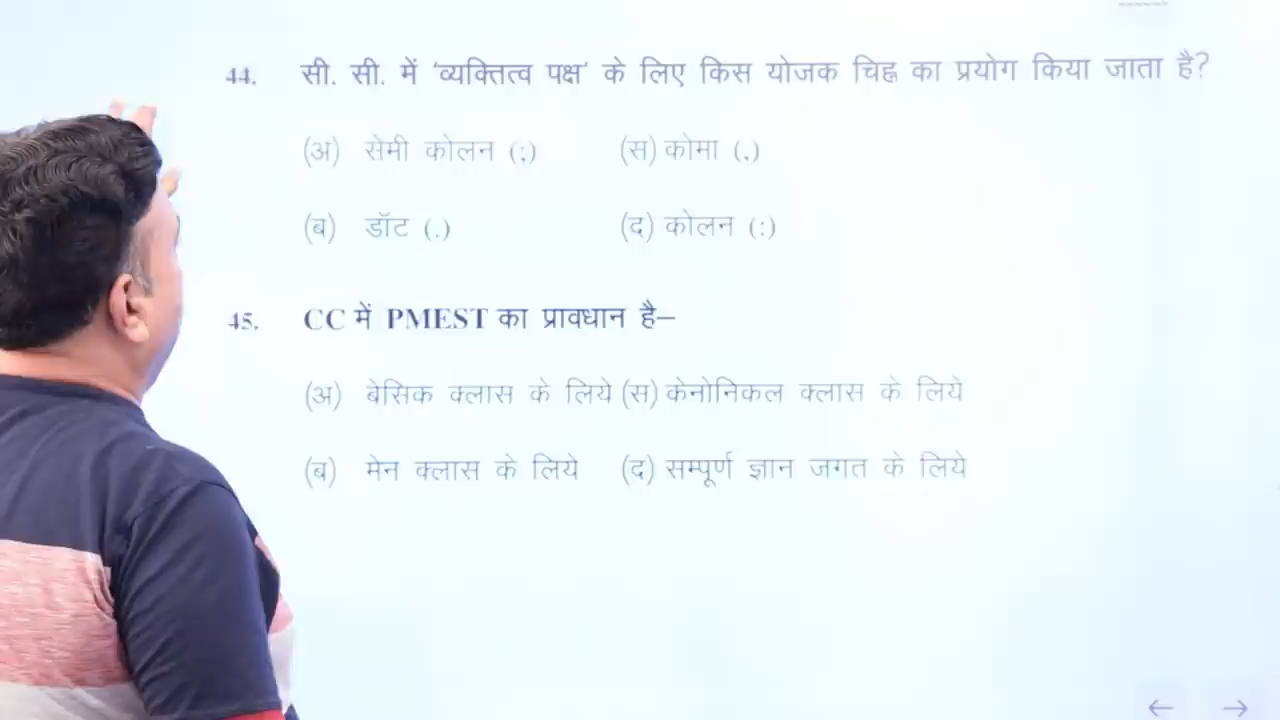 44. सी. सी. में 'व्यक्तित्व पक्ष' के लिए किस योजक चिह्न का प्रयोग किया जाता है?
(अ) सेमी कोलन (;) (स) कोमा (,)
(ब) डॉट (.) (द) कोलन (:)
45. CC में PMEST का प्रावधान है–
(अ) बेसिक क्लास के लिये (स) केनोनिकल क्लास के लिये
(ब) मेन क्लास के लिये (द) सम्पूर्ण ज्ञान जगत के लिये